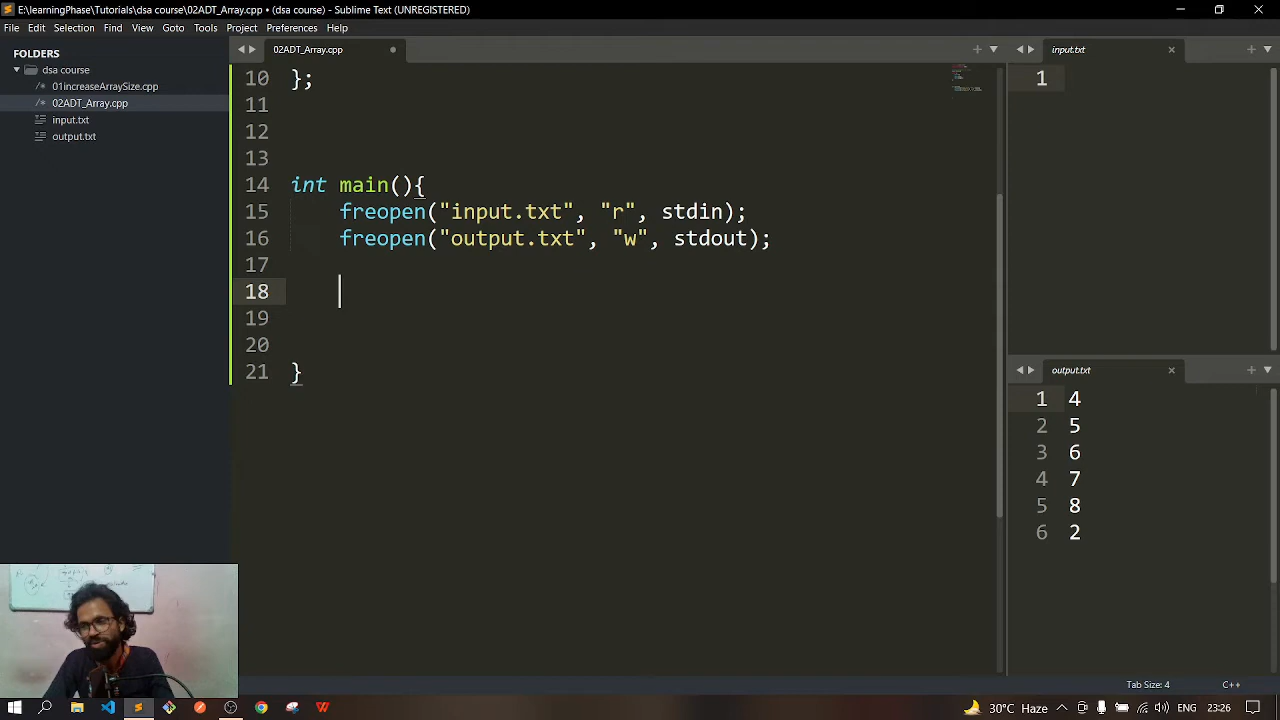 E:\learningPhase\Tutorials\dsa course\02ADT_Array.cpp • (dsa course) - Sublime Text (UNREGISTERED)
File Edit Selection Find View Goto Tools Project Preferences Help
FOLDERS
dsa course
/* 01increaseArraySize.cpp
/* 02ADT_Array.cpp
input.txt
output.txt
02ADT_Array.cpp
10 };
11
12
13
14 int main(){
15 freopen("input.txt", "r", stdin);
16 freopen("output.txt", "w", stdout);
17
18
19
20
21 }
input.txt
1
output.txt
1 4
2 5
3 6
4 7
5 8
6 2
Tab Size: 4 C++
30°C Haze ENG 23:26